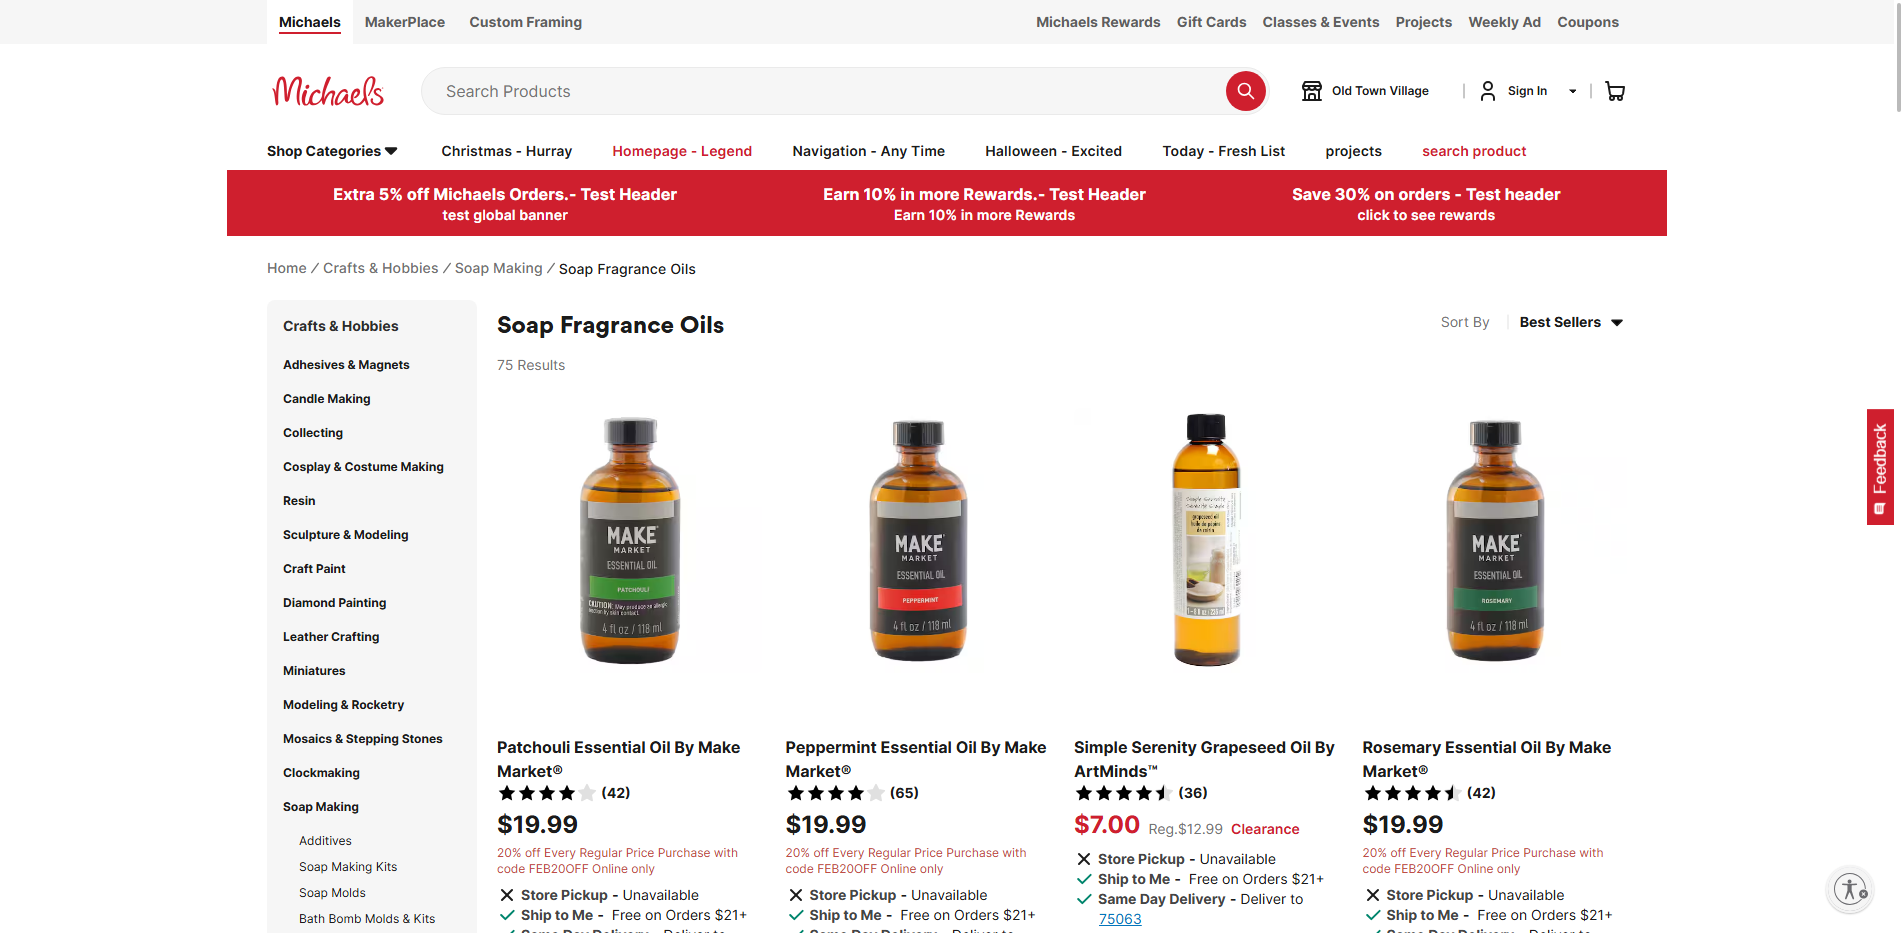 Michaels MakerPlace Custom Framing Michaels Rewards Gift Cards Classes & Events Projects Weekly Ad Coupons
Michaels Search Products Old Town Village Sign In
Shop Categories Christmas - Hurray Homepage - Legend Navigation - Any Time Halloween - Excited Today - Fresh List projects search product
Extra 5% off Michaels Orders.- Test Header Earn 10% in more Rewards.- Test Header Save 30% on orders - Test header
test global banner Earn 10% in more Rewards click to see rewards
Home / Crafts & Hobbies / Soap Making / Soap Fragrance Oils
Crafts & Hobbies
Adhesives & Magnets
Candle Making
Collecting
Cosplay & Costume Making
Resin
Sculpture & Modeling
Craft Paint
Diamond Painting
Leather Crafting
Miniatures
Modeling & Rocketry
Mosaics & Stepping Stones
Clockmaking
Soap Making
Additives
Soap Making Kits
Soap Molds
Bath Bomb Molds & Kits
Soap Fragrance Oils
Sort By Best Sellers
75 Results
MAKE
MARKET
ESSENTIAL OIL
PATCHOULI
CAUTION: May produce an allergic
reaction by skin contact.
4 fl oz / 118 ml
Patchouli Essential Oil By Make
Market®
(42)
$19.99
20% off Every Regular Price Purchase with
code FEB20OFF Online only
Store Pickup - Unavailable
Ship to Me - Free on Orders $21+
MAKE
MARKET
ESSENTIAL OIL
PEPPERMINT
4 fl oz / 118 ml
Peppermint Essential Oil By Make
Market®
(65)
$19.99
20% off Every Regular Price Purchase with
code FEB20OFF Online only
Store Pickup - Unavailable
Ship to Me - Free on Orders $21+
Simple Serenity Grapeseed Oil By
ArtMinds™
(36)
$7.00 Reg.$12.99 Clearance
Store Pickup - Unavailable
Ship to Me - Free on Orders $21+
Same Day Delivery - Deliver to
75063
MAKE
MARKET
ESSENTIAL OIL
ROSEMARY
4 fl oz / 118 ml
Rosemary Essential Oil By Make
Market®
(42)
$19.99
20% off Every Regular Price Purchase with
code FEB20OFF Online only
Store Pickup - Unavailable
Ship to Me - Free on Orders $21+
Feedback